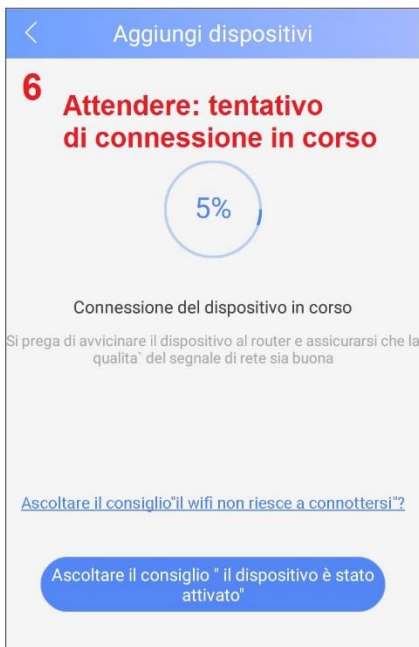 Aggiungi dispositivi
6
Attendere: tentativo
di connessione in corso
5%
Connessione del dispositivo in corso
Si prega di avvicinare il dispositivo al router e assicurarsi che la
qualita` del segnale di rete sia buona
Ascoltare il consiglio"il wifi non riesce a connottersi"?
Ascoltare il consiglio " il dispositivo è stato
attivato"